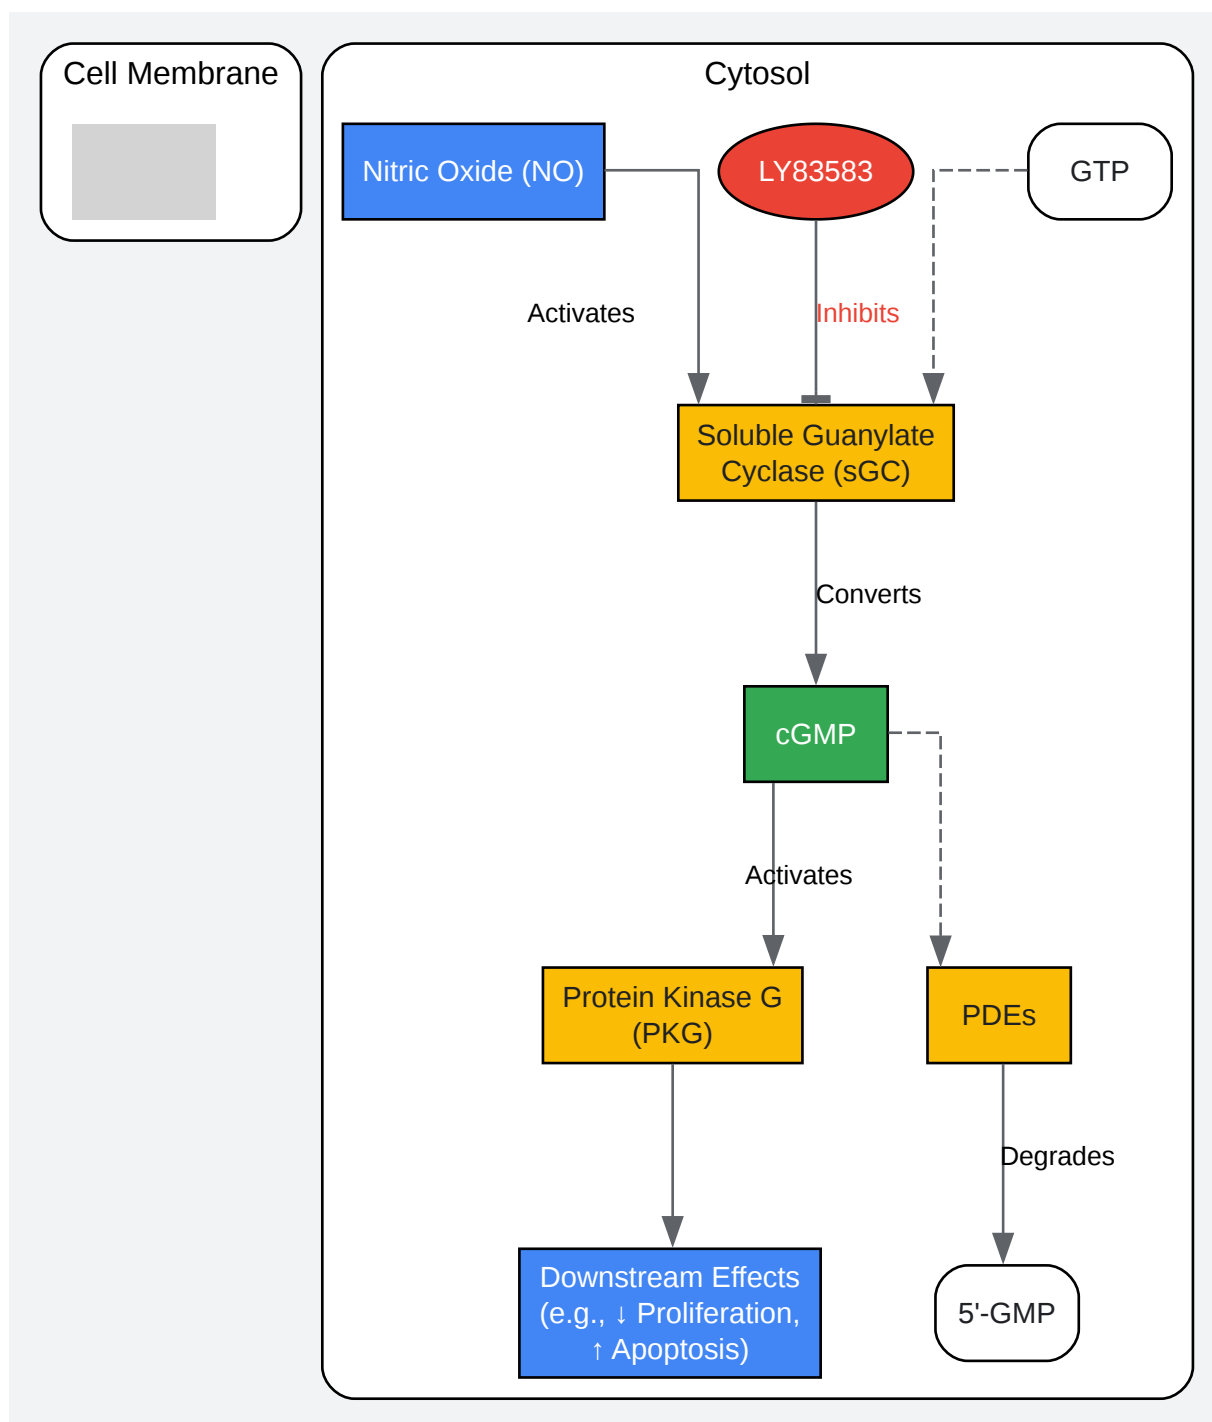 Cell Membrane
Cytosol
Nitric Oxide (NO)
LY83583
GTP
Activates
Inhibits
Soluble Guanylate
Cyclase (sGC)
Converts
cGMP
Activates
Protein Kinase G
(PKG)
PDEs
Degrades
Downstream Effects
(e.g., ↓ Proliferation,
↑ Apoptosis)
5'-GMP